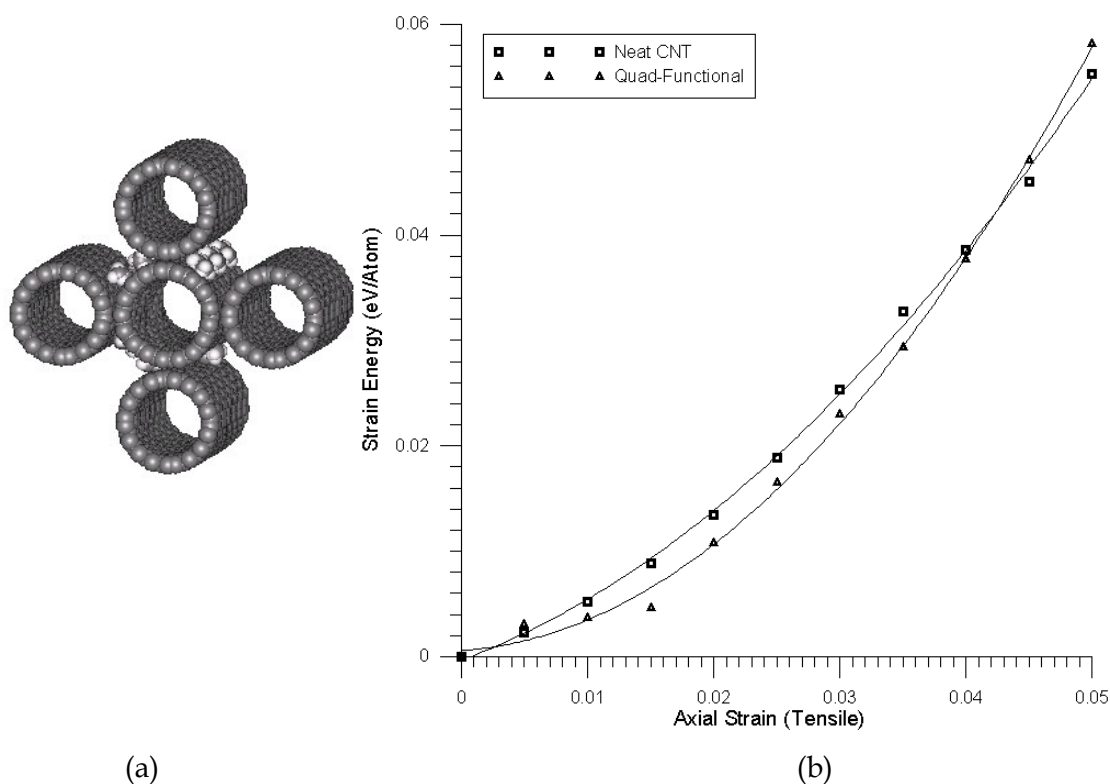 0.06
Neat CNT
Quad-Functional
0.04
Strain Energy (eV/Atom)
0.02
0
0
0.01
0.02
0.03
0.04
0.05
Axial Strain (Tensile)
(a)
(b)